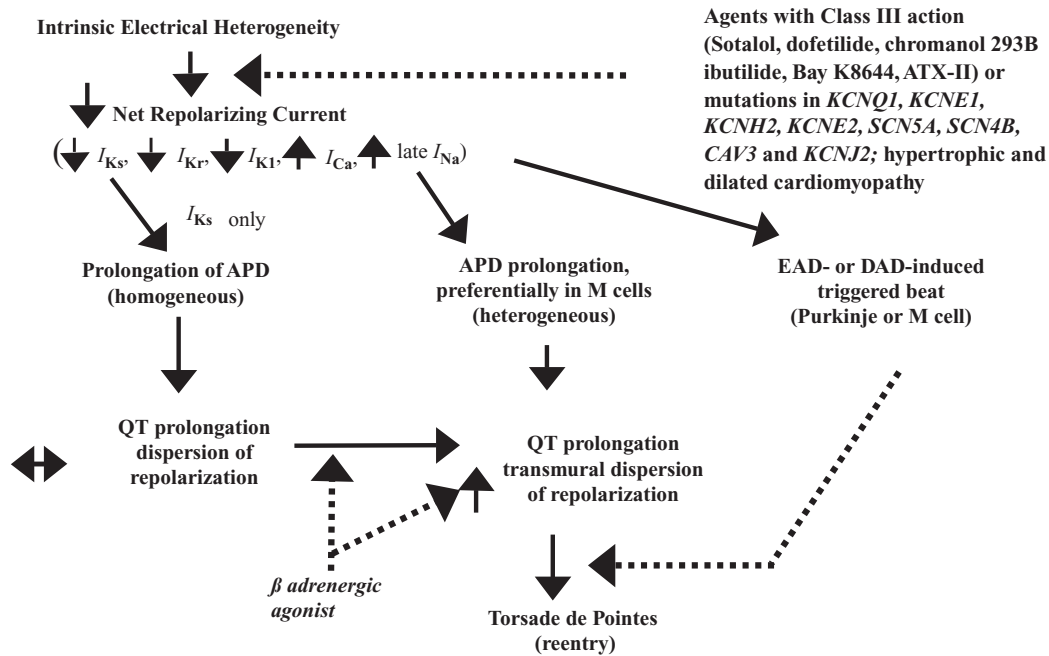 Intrinsic Electrical Heterogeneity
Agents with Class III action
(Sotalol, dofetilide, chromanol 293B
ibutilide, Bay K8644, ATX-II) or
mutations in KCNQ1, KCNE1,
KCNH2, KCNE2, SCN5A, SCN4B,
CAV3 and KCNJ2; hypertrophic and
dilated cardiomyopathy
Net Repolarizing Current
( IKs, IKr, IK1, ICa, late INa)
IKs only
Prolongation of APD
(homogeneous)
APD prolongation,
preferentially in M cells
(heterogeneous)
EAD- or DAD-induced
triggered beat
(Purkinje or M cell)
QT prolongation
dispersion of
repolarization
QT prolongation
transmural dispersion
of repolarization
ß adrenergic
agonist
Torsade de Pointes
(reentry)